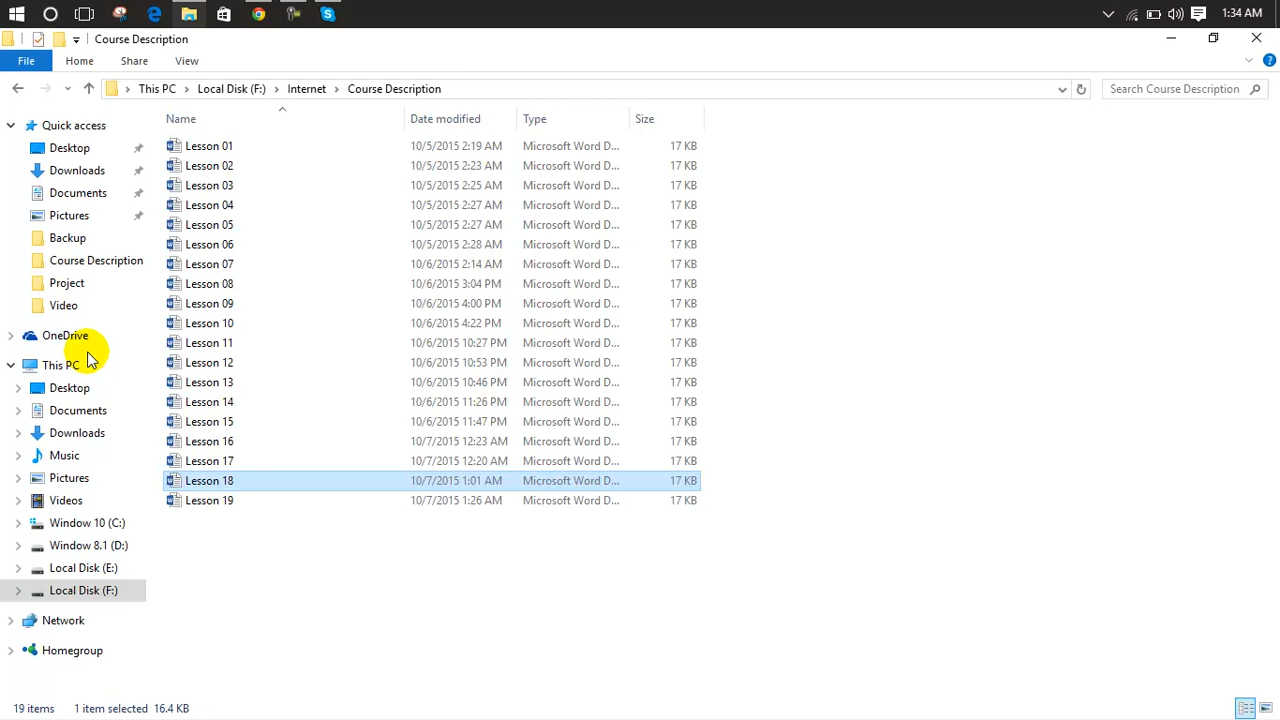 1:34 AM
Course Description
File Home Share View
This PC Local Disk (F:) Internet Course Description Search Course Description
Name Date modified Type Size
Quick access
Desktop
Downloads
Documents
Pictures
Backup
Course Description
Project
Video
OneDrive
This PC
Desktop
Documents
Downloads
Music
Pictures
Videos
Window 10 (C:)
Window 8.1 (D:)
Local Disk (E:)
Local Disk (F:)
Network
Homegroup
Lesson 01 10/5/2015 2:19 AM Microsoft Word D... 17 KB
Lesson 02 10/5/2015 2:23 AM Microsoft Word D... 17 KB
Lesson 03 10/5/2015 2:25 AM Microsoft Word D... 17 KB
Lesson 04 10/5/2015 2:27 AM Microsoft Word D... 17 KB
Lesson 05 10/5/2015 2:27 AM Microsoft Word D... 17 KB
Lesson 06 10/5/2015 2:28 AM Microsoft Word D... 17 KB
Lesson 07 10/6/2015 2:14 AM Microsoft Word D... 17 KB
Lesson 08 10/6/2015 3:04 PM Microsoft Word D... 17 KB
Lesson 09 10/6/2015 4:00 PM Microsoft Word D... 17 KB
Lesson 10 10/6/2015 4:22 PM Microsoft Word D... 17 KB
Lesson 11 10/6/2015 10:27 PM Microsoft Word D... 17 KB
Lesson 12 10/6/2015 10:53 PM Microsoft Word D... 17 KB
Lesson 13 10/6/2015 10:46 PM Microsoft Word D... 17 KB
Lesson 14 10/6/2015 11:26 PM Microsoft Word D... 17 KB
Lesson 15 10/6/2015 11:47 PM Microsoft Word D... 17 KB
Lesson 16 10/7/2015 12:23 AM Microsoft Word D... 17 KB
Lesson 17 10/7/2015 12:20 AM Microsoft Word D... 17 KB
Lesson 18 10/7/2015 1:01 AM Microsoft Word D... 17 KB
Lesson 19 10/7/2015 1:26 AM Microsoft Word D... 17 KB
19 items 1 item selected 16.4 KB